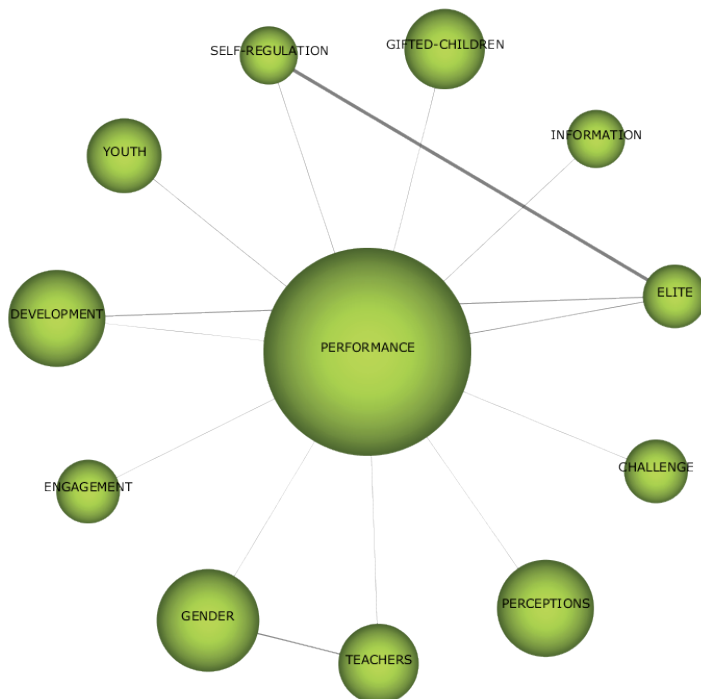 GIFTED-CHILDREN
SELF-REGULATION
INFORMATION
YOUTH
ELITE
DEVELOPMENT
PERFORMANCE
CHALLENGE
ENGAGEMENT
PERCEPTIONS
GENDER
TEACHERS